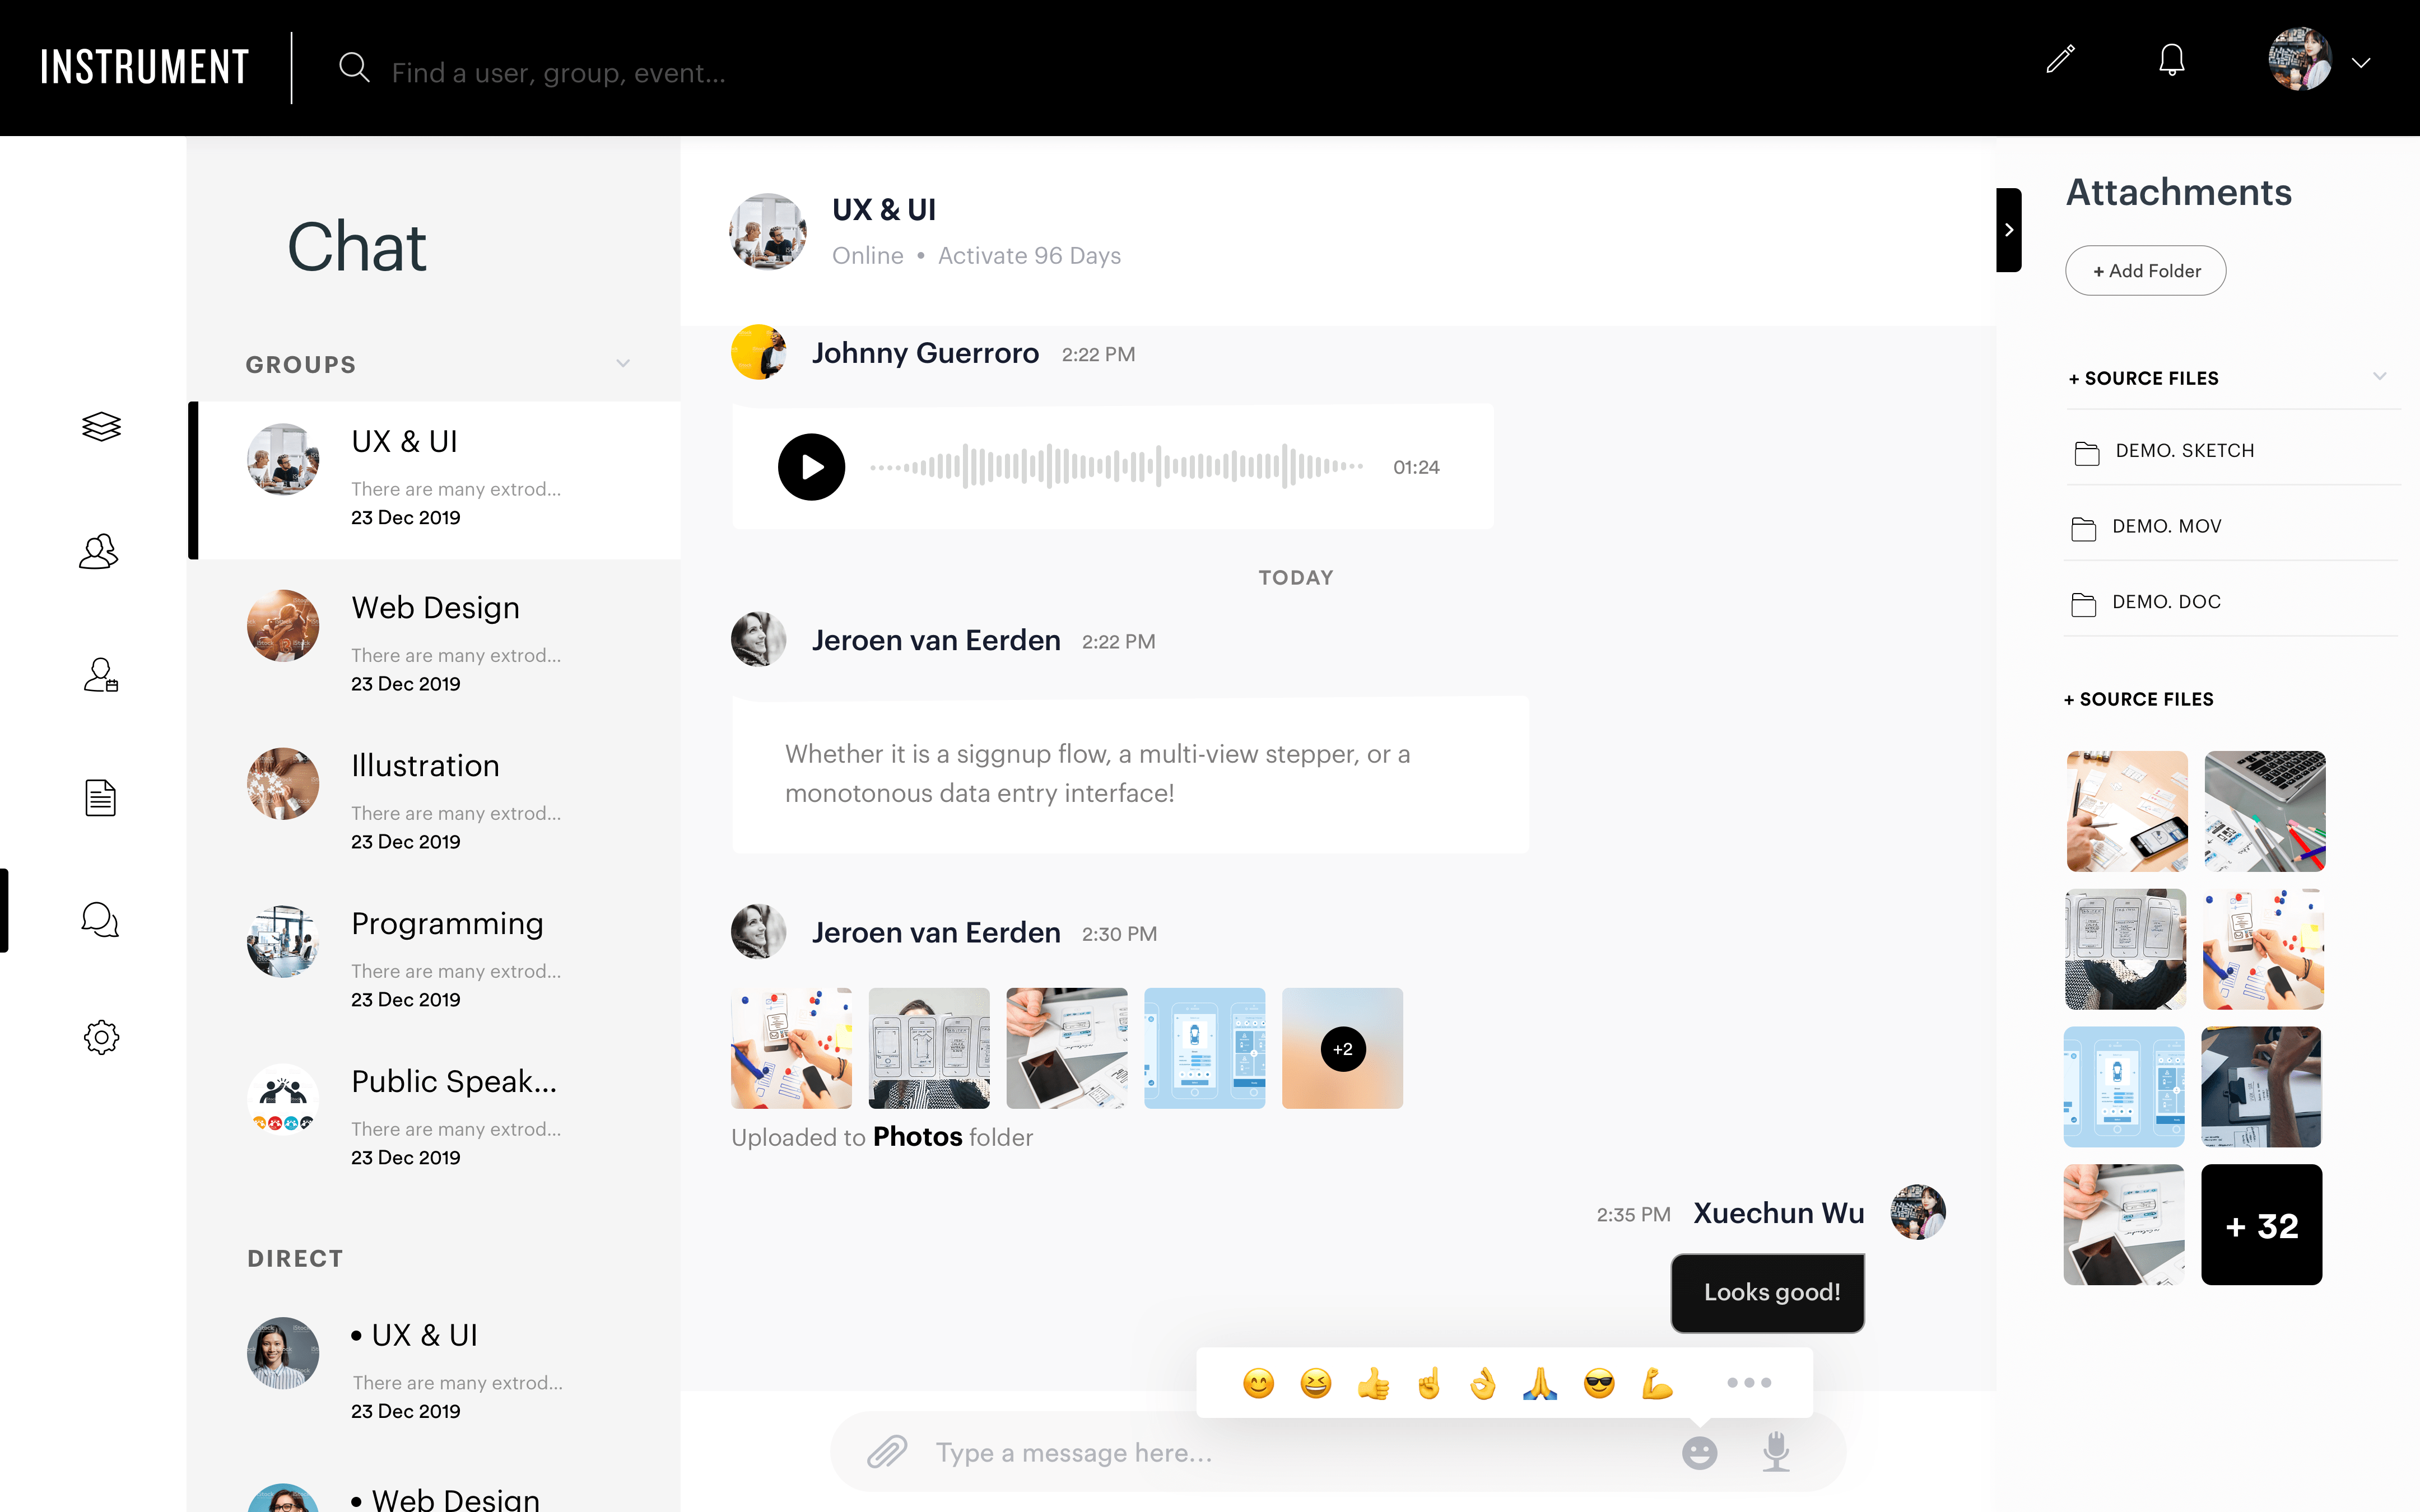 INSTRUMENT
Find a user, group, event...
Chat
GROUPS
UX & UI
There are many extrod...
23 Dec 2019
Web Design
There are many extrod...
23 Dec 2019
Illustration
There are many extrod...
23 Dec 2019
Programming
There are many extrod...
23 Dec 2019
Public Speak...
There are many extrod...
23 Dec 2019
DIRECT
• UX & UI
There are many extrod...
23 Dec 2019
• Web Design
UX & UI
Online • Activate 96 Days
Johnny Guerroro 2:22 PM
01:24
TODAY
Jeroen van Eerden 2:22 PM
Whether it is a siggnup flow, a multi-view stepper, or a
monotonous data entry interface!
Jeroen van Eerden 2:30 PM
+2
Uploaded to Photos folder
2:35 PM Xuechun Wu
Looks good!
Type a message here...
Attachments
+ Add Folder
+ SOURCE FILES
DEMO. SKETCH
DEMO. MOV
DEMO. DOC
+ SOURCE FILES
+ 32